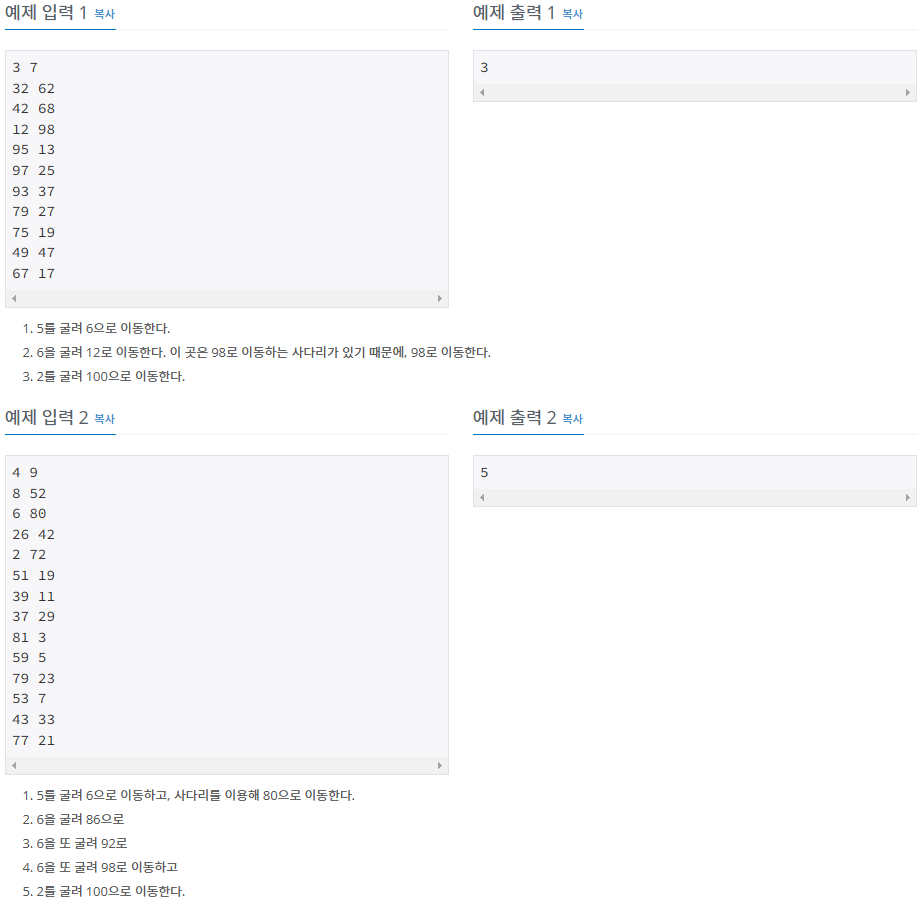 예제 입력 1 복사
예제 출력 1 복사
3 7
32 62
42 68
12 98
95 13
97 25
93 37
79 27
75 19
49 47
67 17
3
1. 5를 굴려 6으로 이동한다.
2. 6을 굴려 12로 이동한다. 이 곳은 98로 이동하는 사다리가 있기 때문에, 98로 이동한다.
3. 2를 굴려 100으로 이동한다.
예제 입력 2 복사
예제 출력 2 복사
4 9
8 52
6 80
26 42
2 72
51 19
39 11
37 29
81 3
59 5
79 23
53 7
43 33
77 21
5
1. 5를 굴려 6으로 이동하고, 사다리를 이용해 80으로 이동한다.
2. 6을 굴려 86으로
3. 6을 또 굴려 92로
4. 6을 또 굴려 98로 이동하고
5. 2를 굴려 100으로 이동한다.